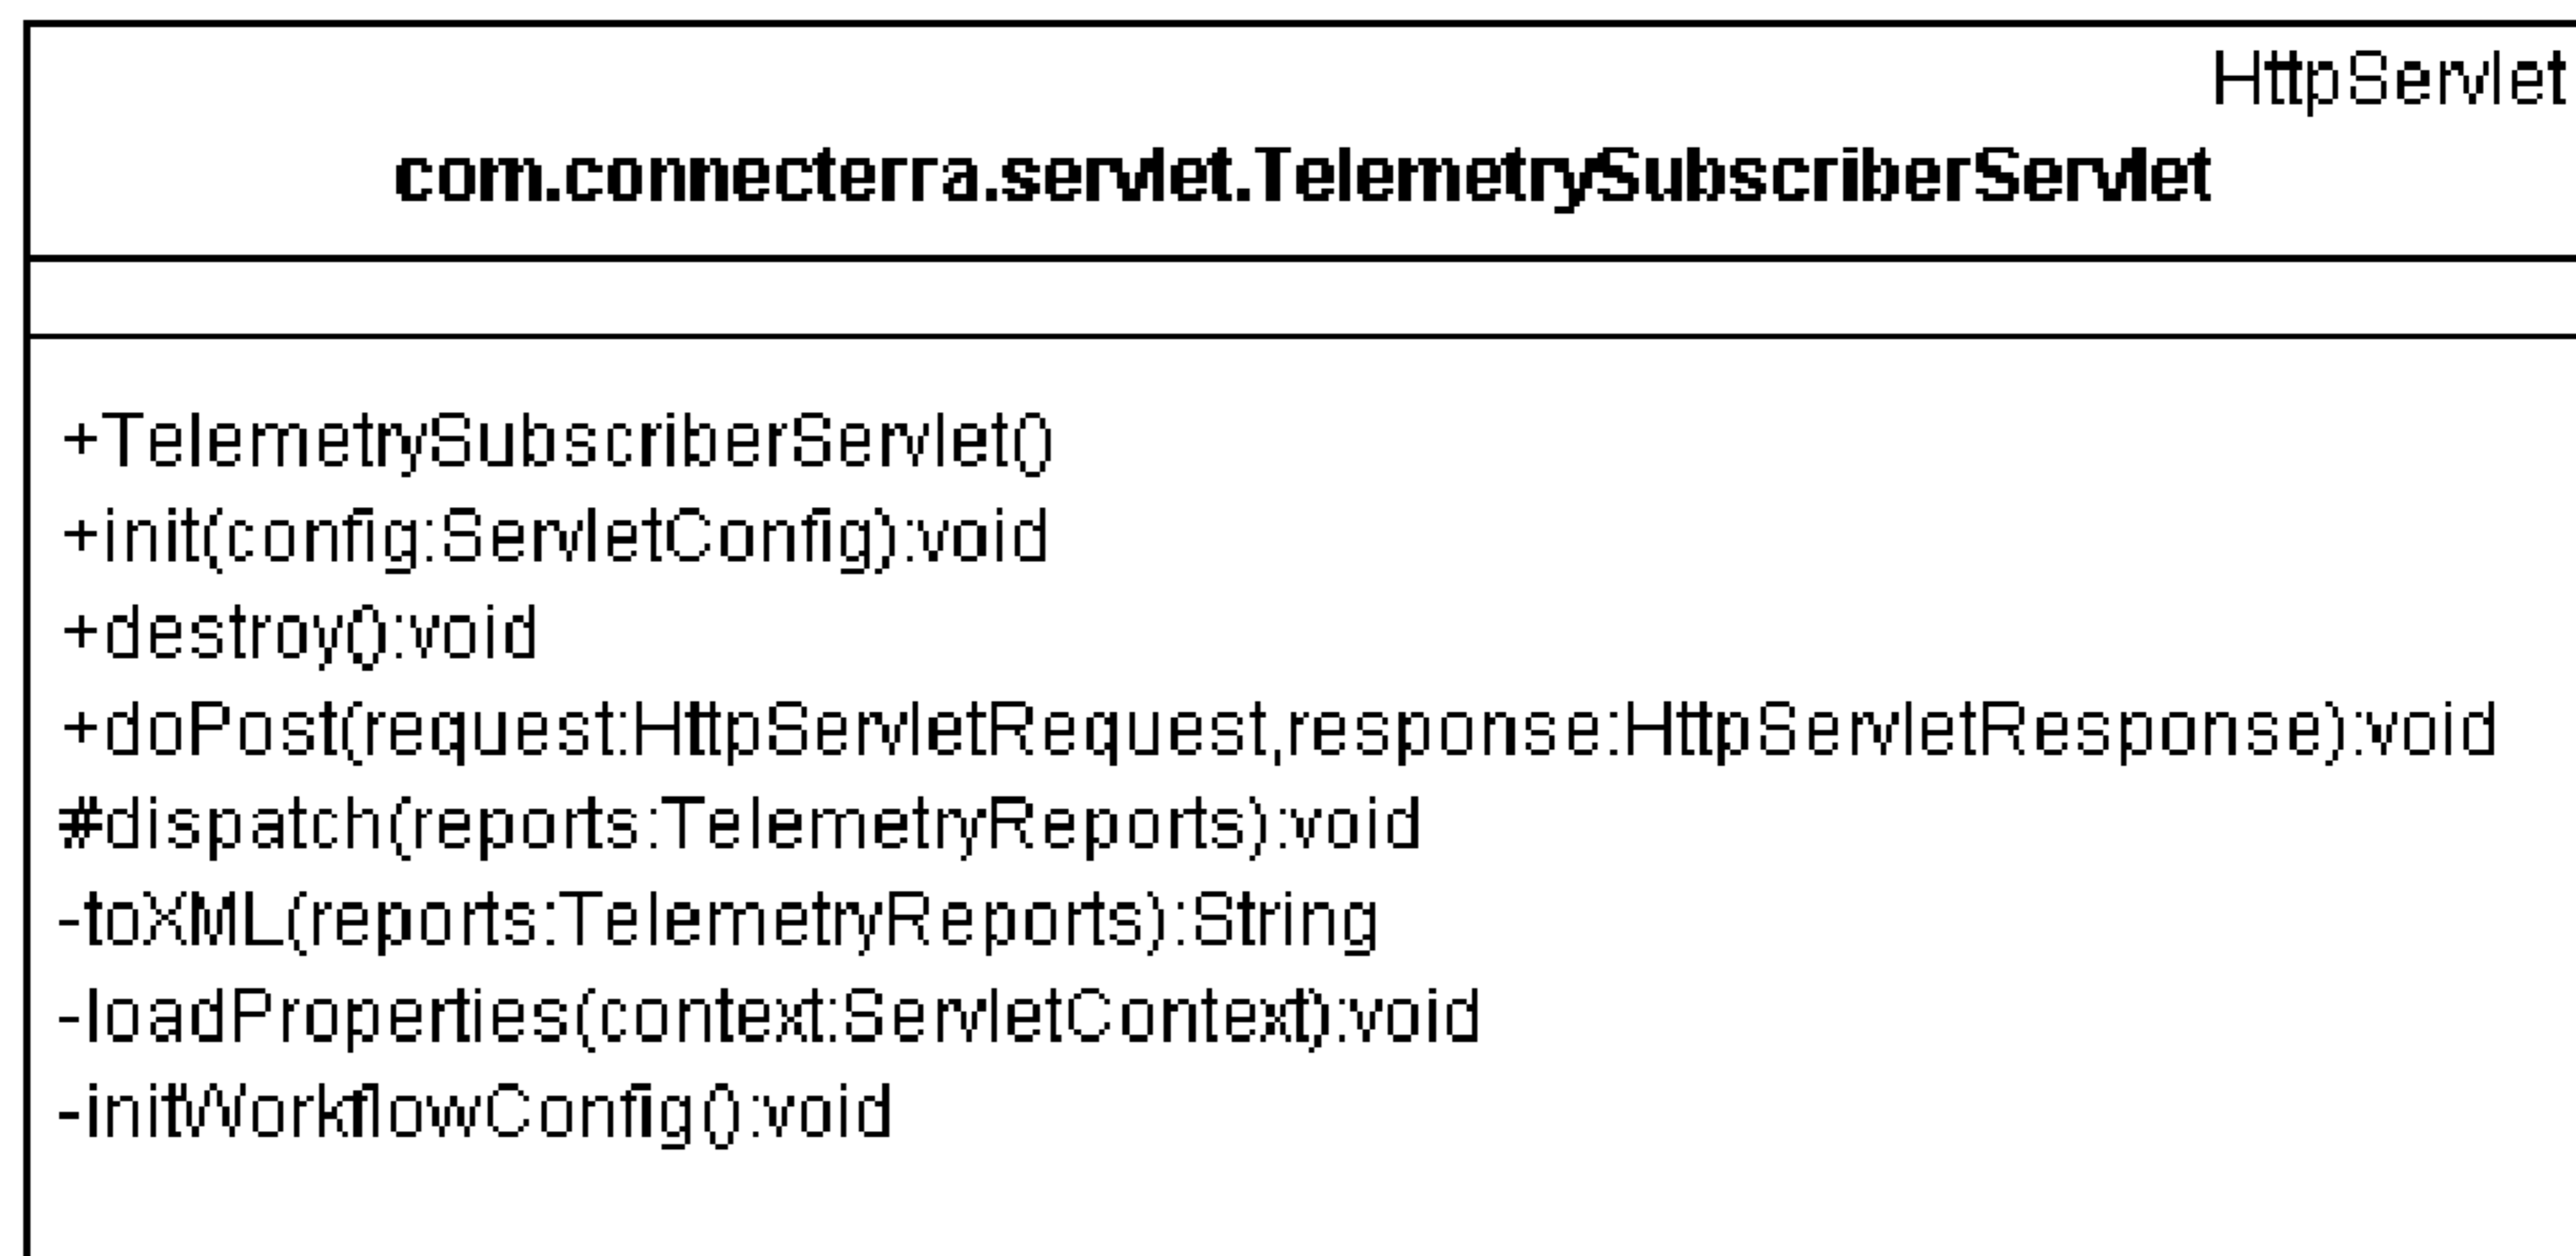 HttpServlet
com.connecterra.servlet.TelemetrySubscriberServlet
+TelemetrySubscriberServlet()
+init(config:ServletConfig):void
+destroy():void
+doPost(request:HttpServletRequest,response:HttpServletResponse):void
#dispatch(reports:TelemetryReports):void
-toXML(reports:TelemetryReports):String
-loadProperties(context:ServletContext):void
-initWorkflowConfig():void